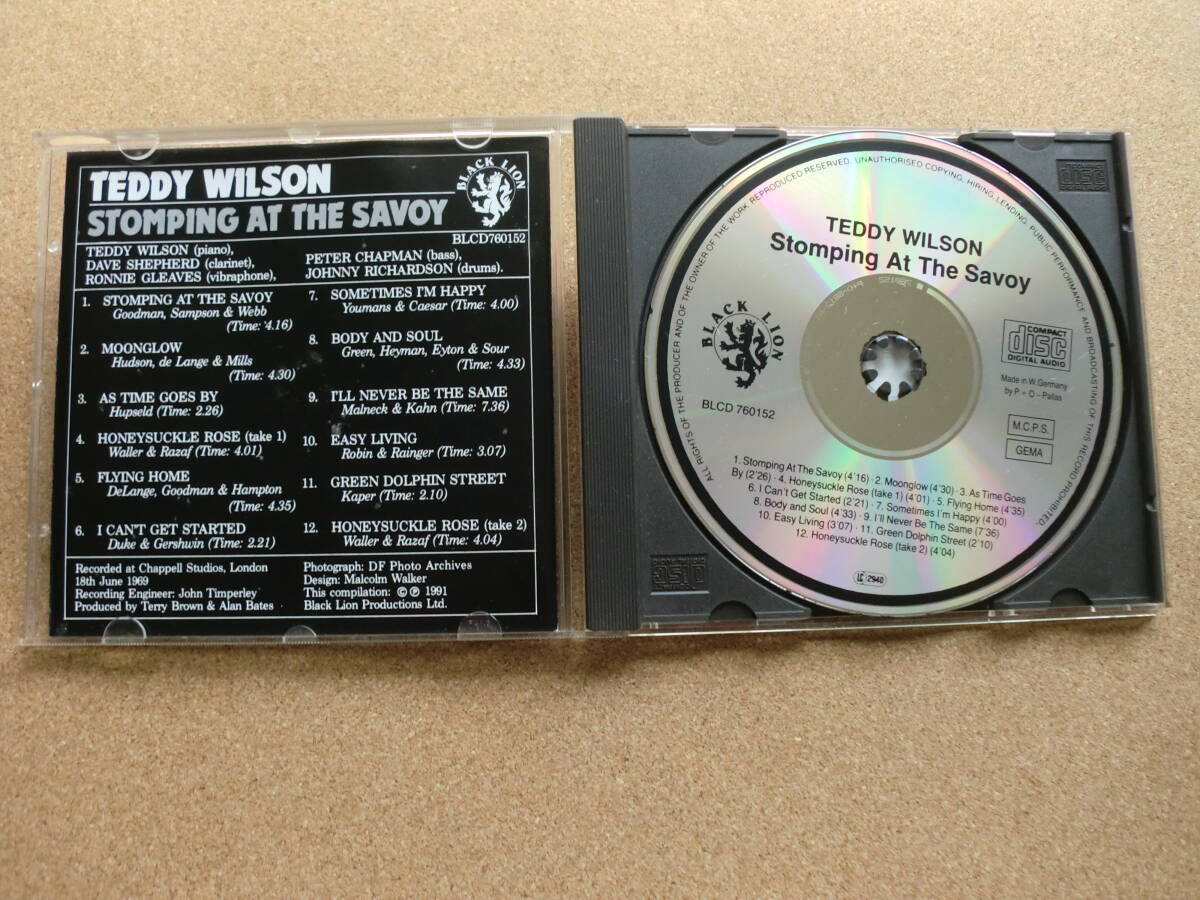 TEDDY WILSON
STOMPING AT THE SAVOY
BLACK LION
BLCD760152
TEDDY WILSON (piano),
DAVE SHEPHERD (clarinet),
RONNIE GLEAVES (vibraphone),
PETER CHAPMAN (bass),
JOHNNY RICHARDSON (drums).
1. STOMPING AT THE SAVOY
Goodman, Sampson & Webb
(Time: 4.16)
2. MOONGLOW
Hudson, de Lange & Mills
(Time: 4.30)
3. AS TIME GOES BY
Hupseld (Time: 2.26)
4. HONEYSUCKLE ROSE (take 1)
Waller & Razaf (Time: 4.01)
5. FLYING HOME
DeLange, Goodman & Hampton
(Time: 4.35)
6. I CAN'T GET STARTED
Duke & Gershwin (Time: 2.21)
7. SOMETIMES I'M HAPPY
Youmans & Caesar (Time: 4.00)
8. BODY AND SOUL
Green, Heyman, Eyton & Sour
(Time: 4.33)
9. I'LL NEVER BE THE SAME
Malneck & Kahn (Time: 7.36)
10. EASY LIVING
Robin & Rainger (Time: 3.07)
11. GREEN DOLPHIN STREET
Kaper (Time: 2.10)
12. HONEYSUCKLE ROSE (take 2)
Waller & Razaf (Time: 4.04)
Recorded at Chappell Studios, London
18th June 1969
Recording Engineer: John Timperley
Produced by Terry Brown & Alan Bates
Photograph: DF Photo Archives
Design: Malcolm Walker
This compilation: © ℗ 1991
Black Lion Productions Ltd.
ALL RIGHTS OF THE PRODUCER AND OF THE OWNER OF THE WORK REPRODUCED RESERVED. UNAUTHORISED COPYING, HIRING, LENDING, PUBLIC PERFORMANCE AND BROADCASTING OF THIS RECORD PROHIBITED.
TEDDY WILSON
Stomping At The Savoy
BLACK LION
BLCD 760152
COMPACT
disc
DIGITAL AUDIO
Made in W. Germany
by P + O - Pallas
M.C.P.S.
GEMA
1. Stomping At The Savoy (4'16) · 2. Moonglow (4'30) · 3. As Time Goes
By (2'26) · 4. Honeysuckle Rose (take 1) (4'01) · 5. Flying Home (4'35)
6. I Can't Get Started (2'21) · 7. Sometimes I'm Happy (4'00)
8. Body and Soul (4'33) · 9. I'll Never Be The Same (7'36)
10. Easy Living (3'07) · 11. Green Dolphin Street (2'10)
12. Honeysuckle Rose (take 2) (4'04)
LC 2940
disc
disc